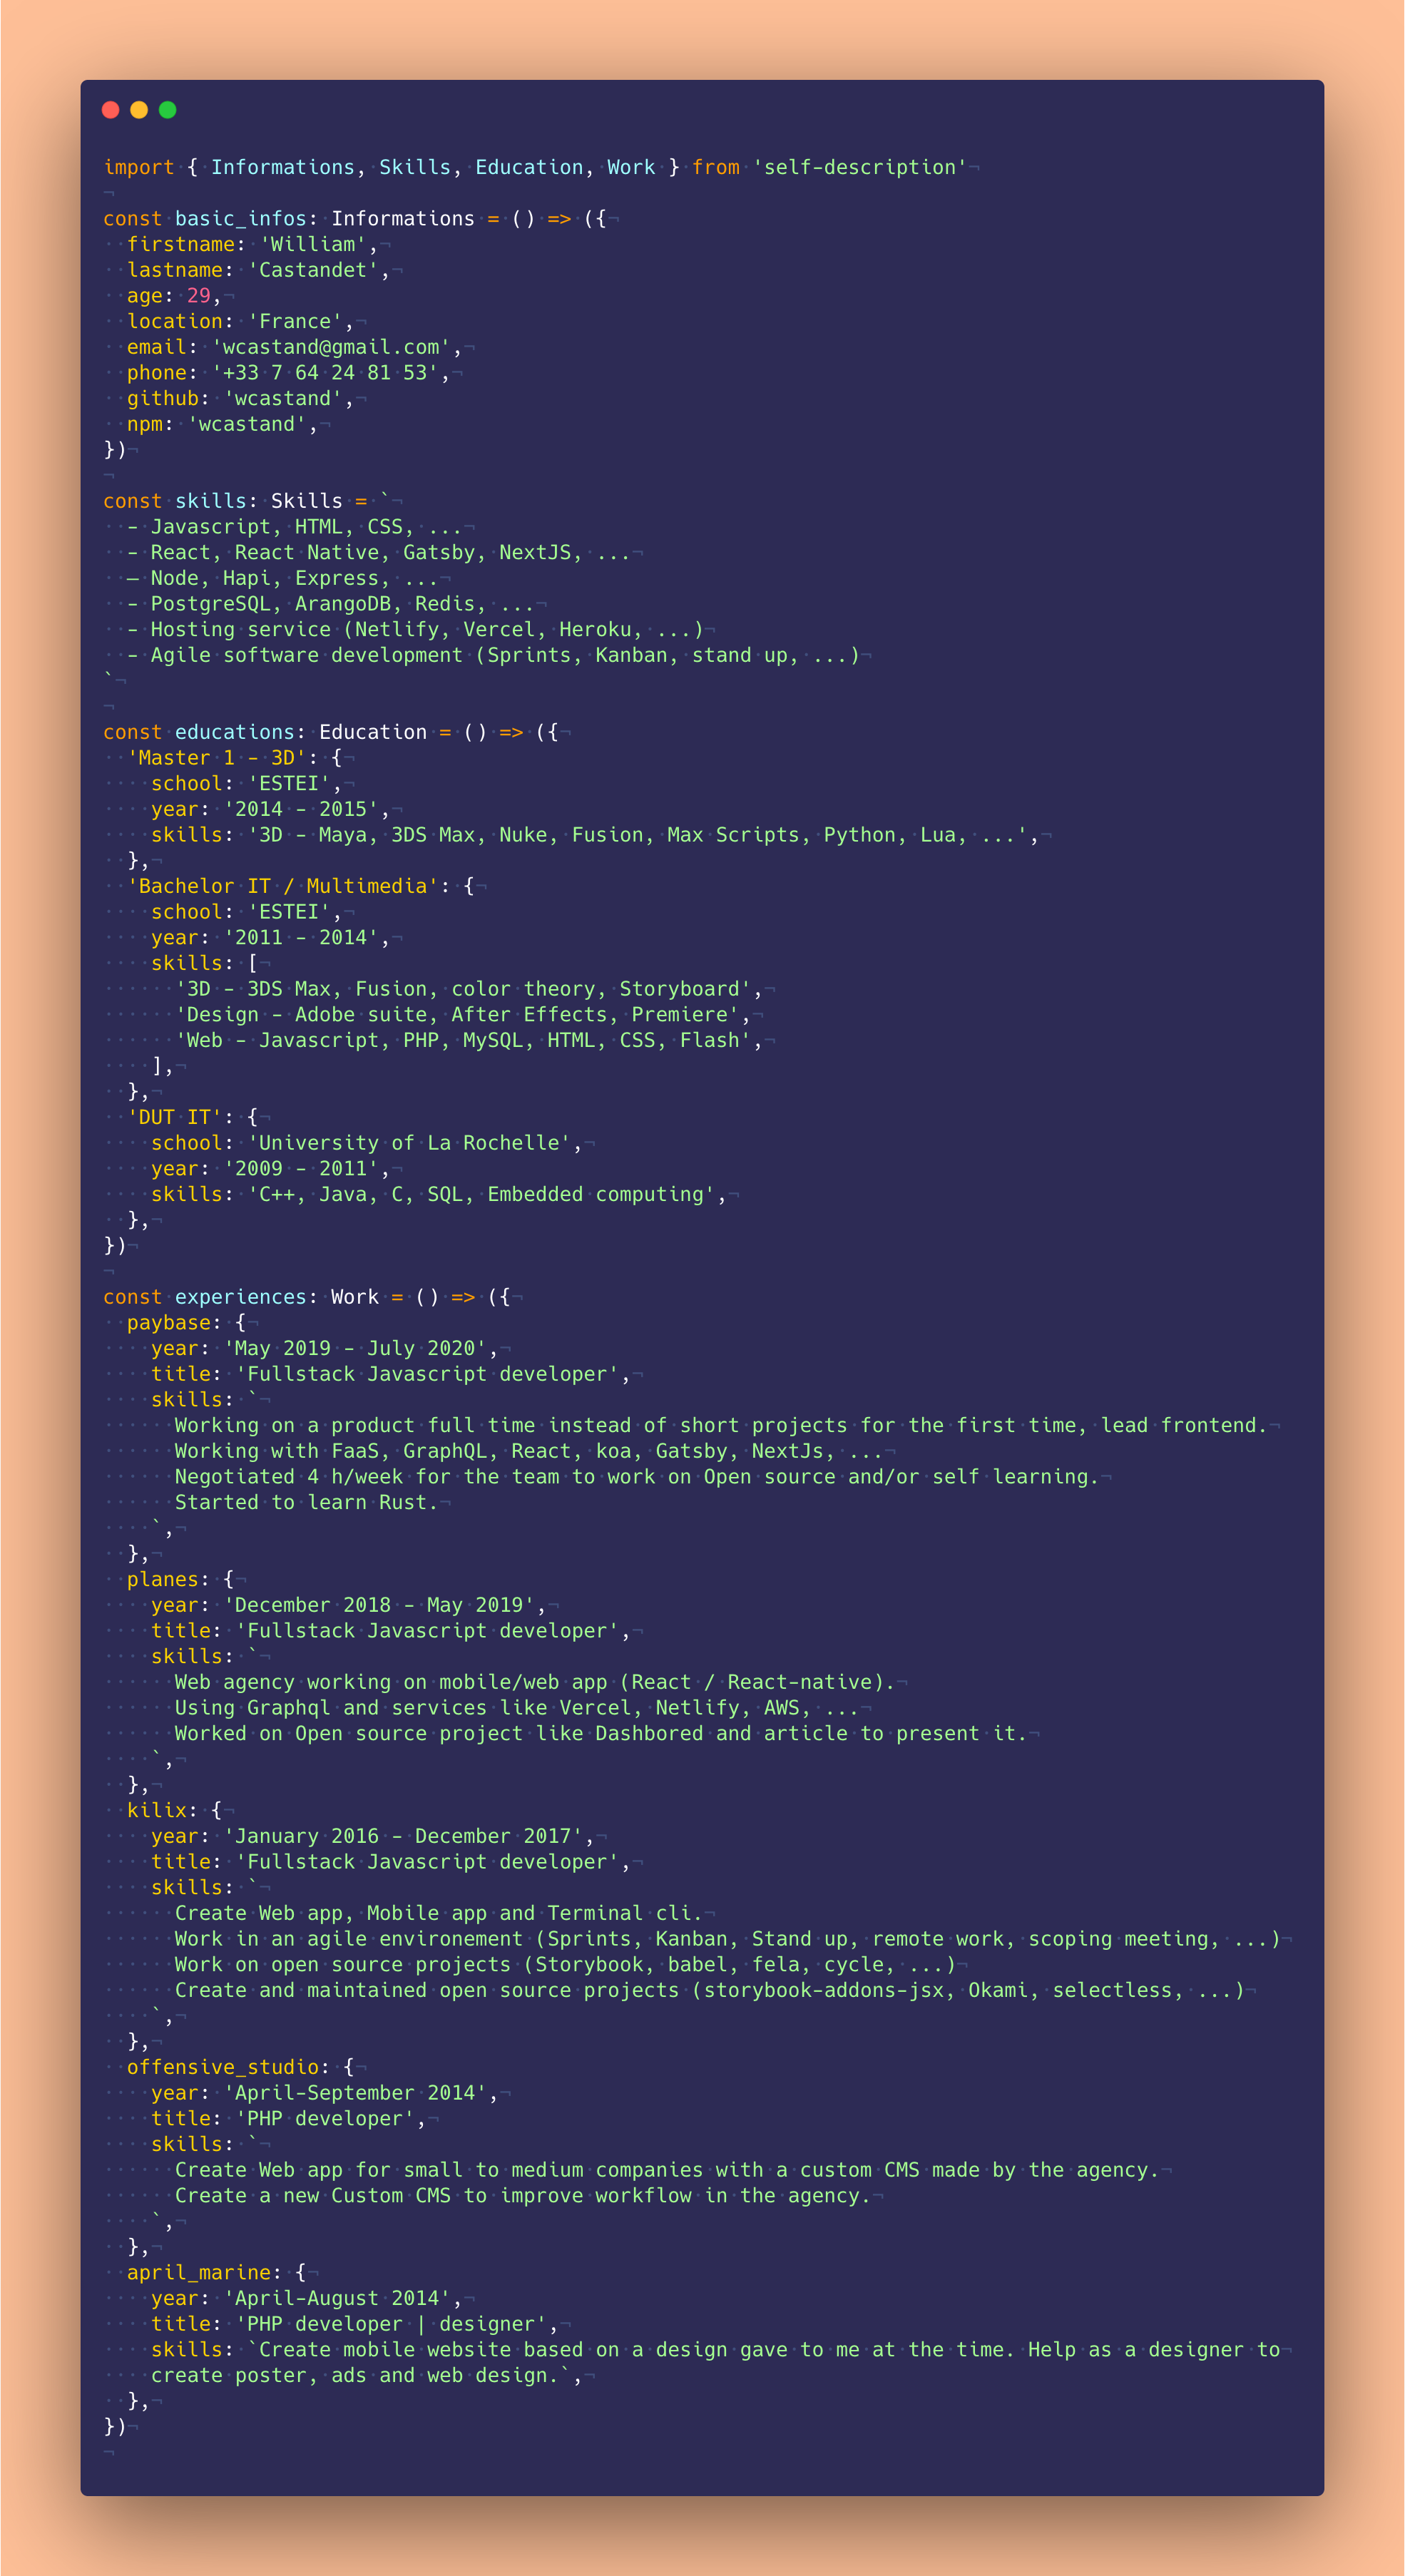 import { Informations, Skills, Education, Work } from 'self-description'

const basic_infos: Informations = () => ({
  firstname: 'William',
  lastname: 'Castandet',
  age: 29,
  location: 'France',
  email: 'wcastand@gmail.com',
  phone: '+33 7 64 24 81 53',
  github: 'wcastand',
  npm: 'wcastand',
})

const skills: Skills = `
  - Javascript, HTML, CSS, ...
  - React, React Native, Gatsby, NextJS, ...
  — Node, Hapi, Express, ...
  - PostgreSQL, ArangoDB, Redis, ...
  - Hosting service (Netlify, Vercel, Heroku, ...)
  - Agile software development (Sprints, Kanban, stand up, ...)
`

const educations: Education = () => ({
  'Master 1 - 3D': {
    school: 'ESTEI',
    year: '2014 - 2015',
    skills: '3D - Maya, 3DS Max, Nuke, Fusion, Max Scripts, Python, Lua, ...',
  },
  'Bachelor IT / Multimedia': {
    school: 'ESTEI',
    year: '2011 - 2014',
    skills: [
      '3D - 3DS Max, Fusion, color theory, Storyboard',
      'Design - Adobe suite, After Effects, Premiere',
      'Web - Javascript, PHP, MySQL, HTML, CSS, Flash',
    ],
  },
  'DUT IT': {
    school: 'University of La Rochelle',
    year: '2009 - 2011',
    skills: 'C++, Java, C, SQL, Embedded computing',
  },
})

const experiences: Work = () => ({
  paybase: {
    year: 'May 2019 - July 2020',
    title: 'Fullstack Javascript developer',
    skills: `
      Working on a product full time instead of short projects for the first time, lead frontend.
      Working with FaaS, GraphQL, React, koa, Gatsby, NextJs, ...
      Negotiated 4 h/week for the team to work on Open source and/or self learning.
      Started to learn Rust.
    `,
  },
  planes: {
    year: 'December 2018 - May 2019',
    title: 'Fullstack Javascript developer',
    skills: `
      Web agency working on mobile/web app (React / React-native).
      Using Graphql and services like Vercel, Netlify, AWS, ...
      Worked on Open source project like Dashbored and article to present it.
    `,
  },
  kilix: {
    year: 'January 2016 - December 2017',
    title: 'Fullstack Javascript developer',
    skills: `
      Create Web app, Mobile app and Terminal cli.
      Work in an agile environement (Sprints, Kanban, Stand up, remote work, scoping meeting, ...)
      Work on open source projects (Storybook, babel, fela, cycle, ...)
      Create and maintained open source projects (storybook-addons-jsx, Okami, selectless, ...)
    `,
  },
  offensive_studio: {
    year: 'April-September 2014',
    title: 'PHP developer',
    skills: `
      Create Web app for small to medium companies with a custom CMS made by the agency.
      Create a new Custom CMS to improve workflow in the agency.
    `,
  },
  april_marine: {
    year: 'April-August 2014',
    title: 'PHP developer | designer',
    skills: `Create mobile website based on a design gave to me at the time. Help as a designer to
    create poster, ads and web design.`,
  },
})